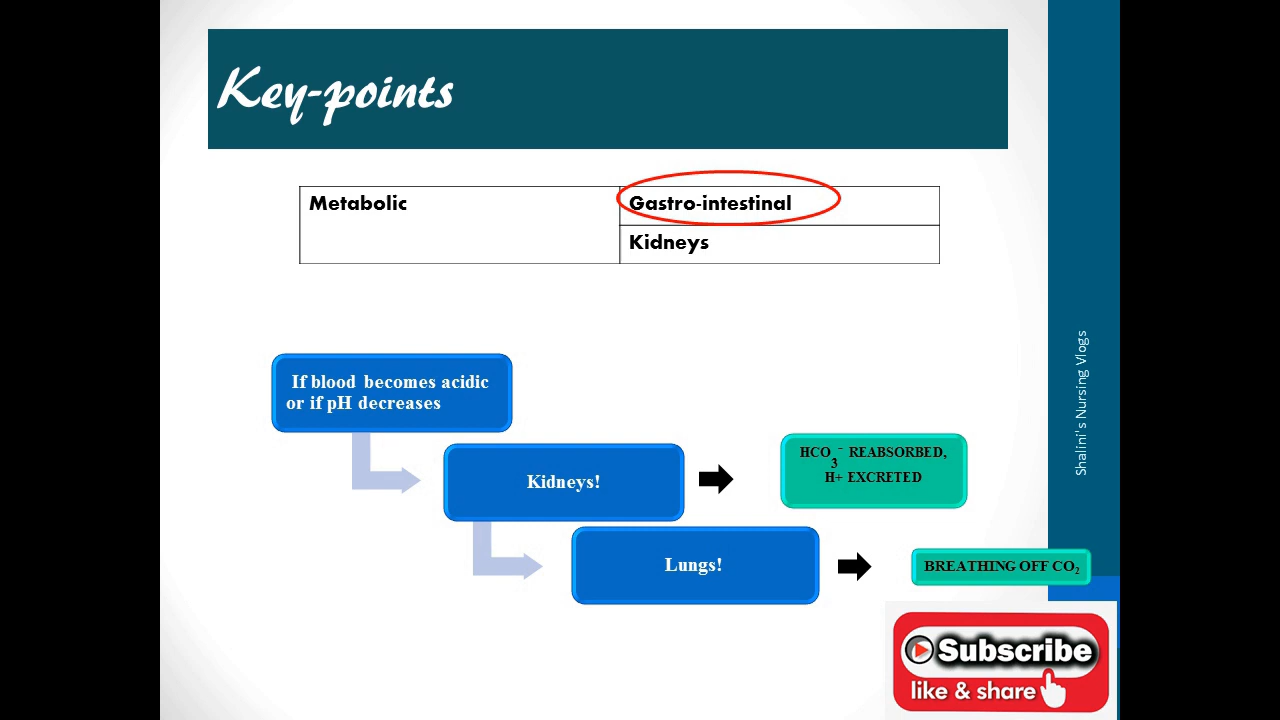 Key-points
Metabolic
Gastro-intestinal
Kidneys
If blood becomes acidic
or if pH decreases
Kidneys!
HCO₃⁻ REABSORBED,
H+ EXCRETED
Lungs!
BREATHING OFF CO₂
Shalini's Nursing Vlogs
Subscribe
like & share